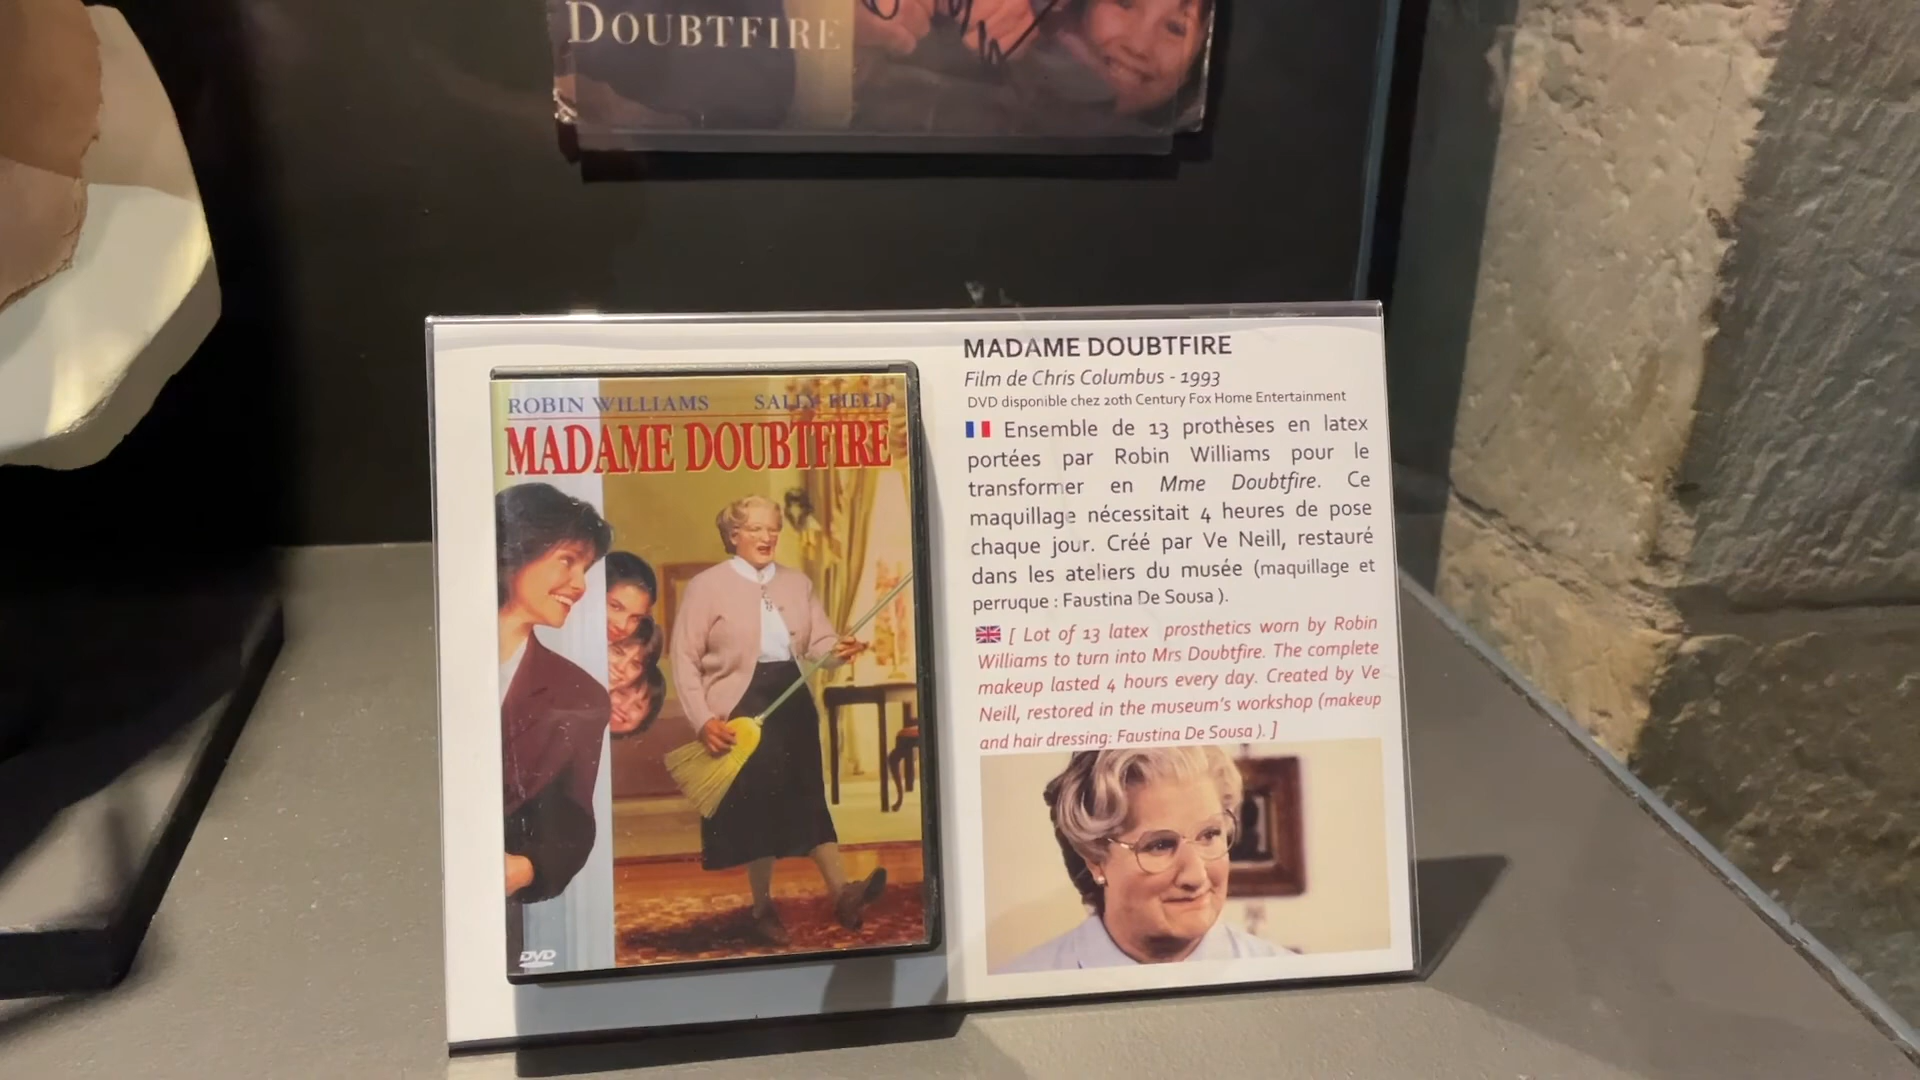 DOUBTFIRE
ROBIN WILLIAMS SALLY FIELD
MADAME DOUBTFIRE
DVD
MADAME DOUBTFIRE
Film de Chris Columbus - 1993
DVD disponible chez 20th Century Fox Home Entertainment
Ensemble de 13 prothèses en latex
portées par Robin Williams pour le
transformer en Mme Doubtfire. Ce
maquillage nécessitait 4 heures de pose
chaque jour. Créé par Ve Neill, restauré
dans les ateliers du musée (maquillage et
perruque : Faustina De Sousa ).
[ Lot of 13 latex prosthetics worn by Robin
Williams to turn into Mrs Doubtfire. The complete
makeup lasted 4 hours every day. Created by Ve
Neill, restored in the museum's workshop (makeup
and hair dressing: Faustina De Sousa ). ]